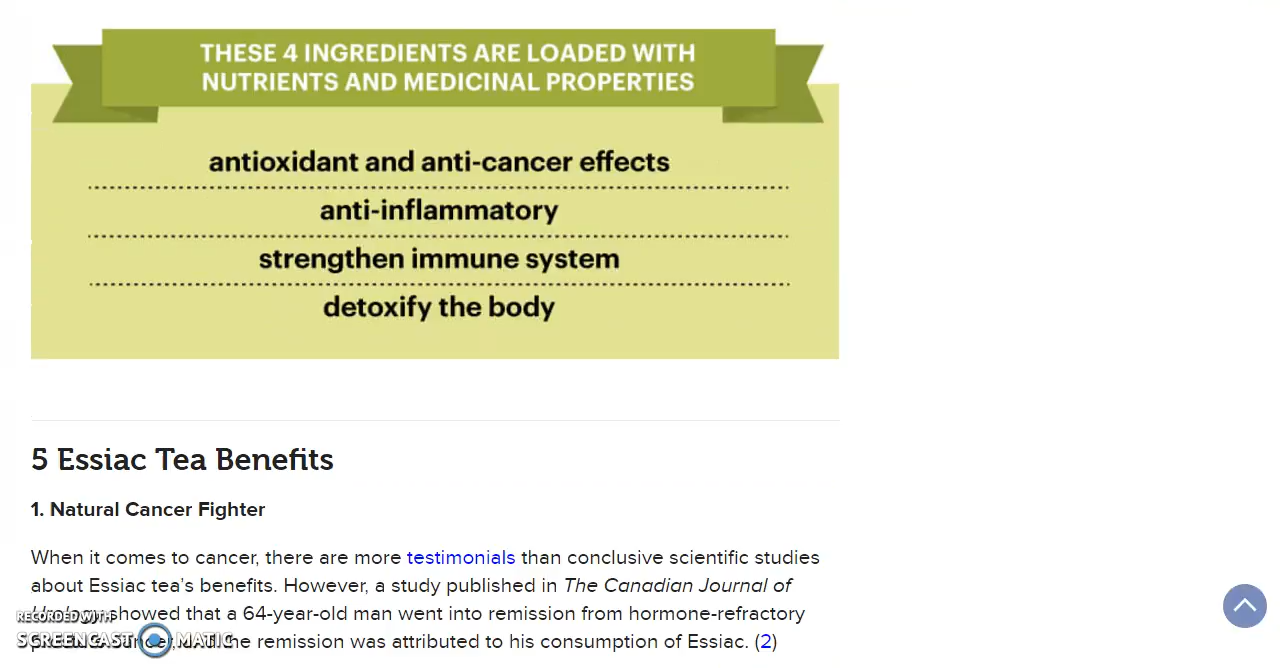 THESE 4 INGREDIENTS ARE LOADED WITH
NUTRIENTS AND MEDICINAL PROPERTIES
antioxidant and anti-cancer effects
anti-inflammatory
strengthen immune system
detoxify the body
5 Essiac Tea Benefits
1. Natural Cancer Fighter
When it comes to cancer, there are more testimonials than conclusive scientific studies
about Essiac tea's benefits. However, a study published in The Canadian Journal of
showed that a 64-year-old man went into remission from hormone-refractory
remission was attributed to his consumption of Essiac. (2)
RECORDED WITH
SCREENCAST MATIC